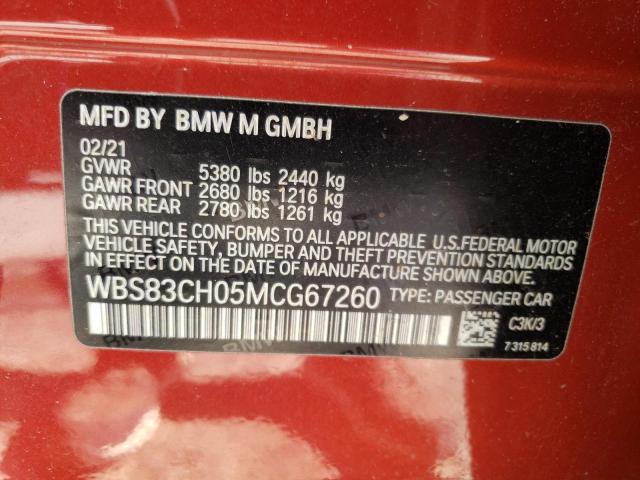 MFD BY BMW M GMBH
02/21
GVWR 5380 lbs 2440 kg
GAWR FRONT 2680 lbs 1216 kg
GAWR REAR 2780 lbs 1261 kg
THIS VEHICLE CONFORMS TO ALL APPLICABLE U.S.FEDERAL MOTOR
VEHICLE SAFETY, BUMPER AND THEFT PREVENTION STANDARDS
IN EFFECT ON THE DATE OF MANUFACTURE SHOWN ABOVE.
WBS83CH05MCG67260 TYPE: PASSENGER CAR
C3K/3
7315814